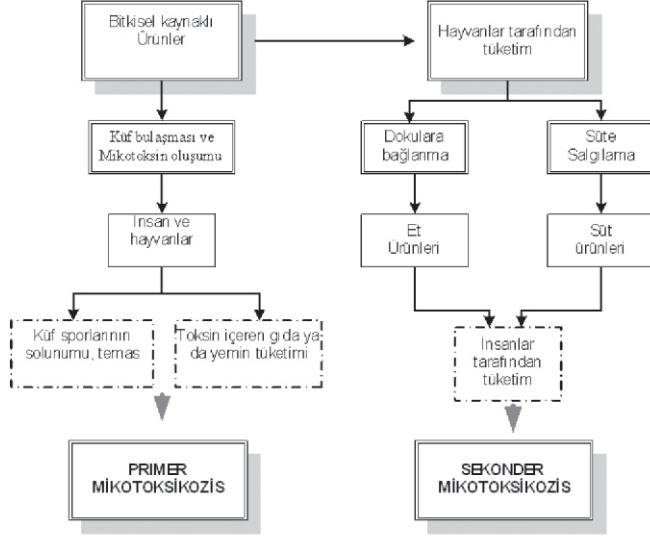 Bitkisel kaynaklı
Ürünler
Hayvanlar tarafından
tüketim
Küf bulaşması ve
Mikotoksin oluşumu
Dokulara
bağlanma
Süte
Salgılama
İnsan ve
hayvanlar
Et
Ürünleri
Süt
ürünleri
Küf sporlarının
solunumu, temas
Toksin içeren gıda ya
da yemin tüketimi
İnsanlar
tarafından
tüketim
PRIMER
MİKOTOKSİKOZİS
SEKONDER
MİKOTOKSİKOZİS